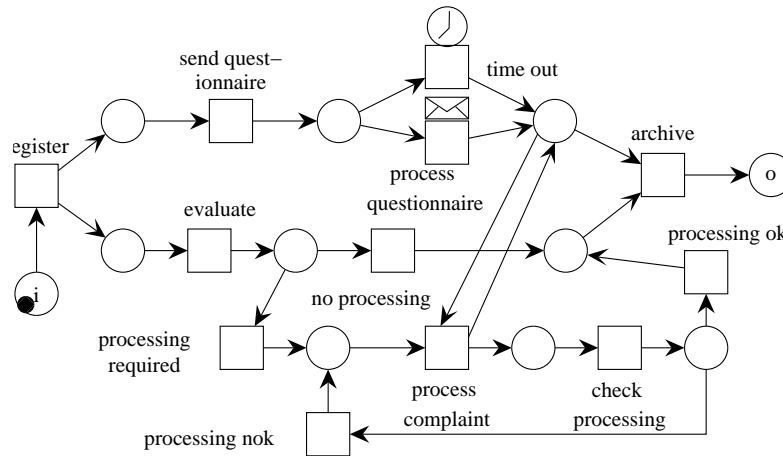 send quest–
ionnaire
time out
egister
archive
process
questionnaire
o
evaluate
processing ok
i
no processing
processing
required
process
complaint
check
processing
processing nok